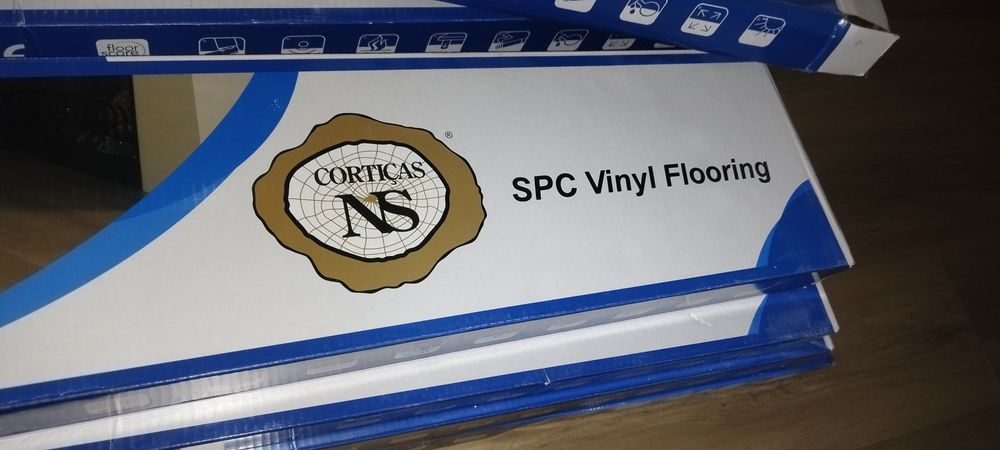 floor
score
CORTIÇAS
NS
®
SPC Vinyl Flooring